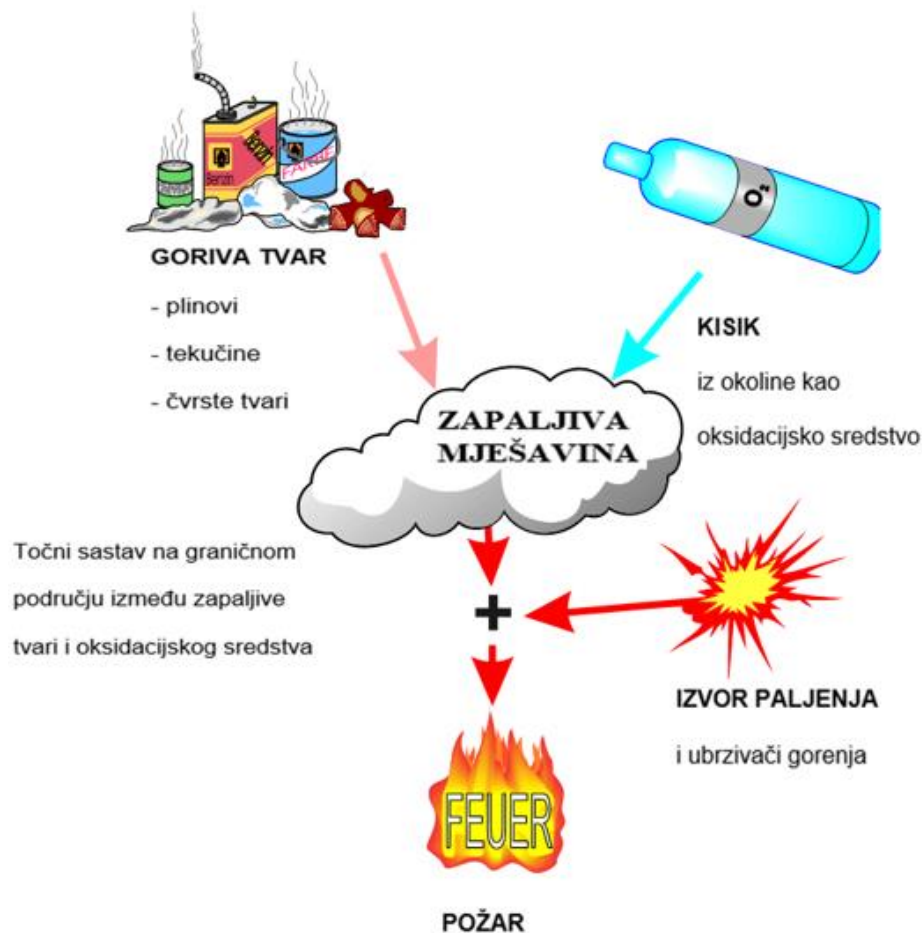 Benzin
Benzin
FARBE
O₂
GORIVA TVAR
- plinovi
- tekučine
- čvrste tvari
KISIK
iz okoline kao
oksidacijsko sredstvo
ZAPALJIVA
MJEŠAVINA
Točni sastav na graničnom
području između zapaljive
tvari i oksidacijskog sredstva
+
IZVOR PALJENJA
i ubrzivači gorenja
FEUER
POŽAR